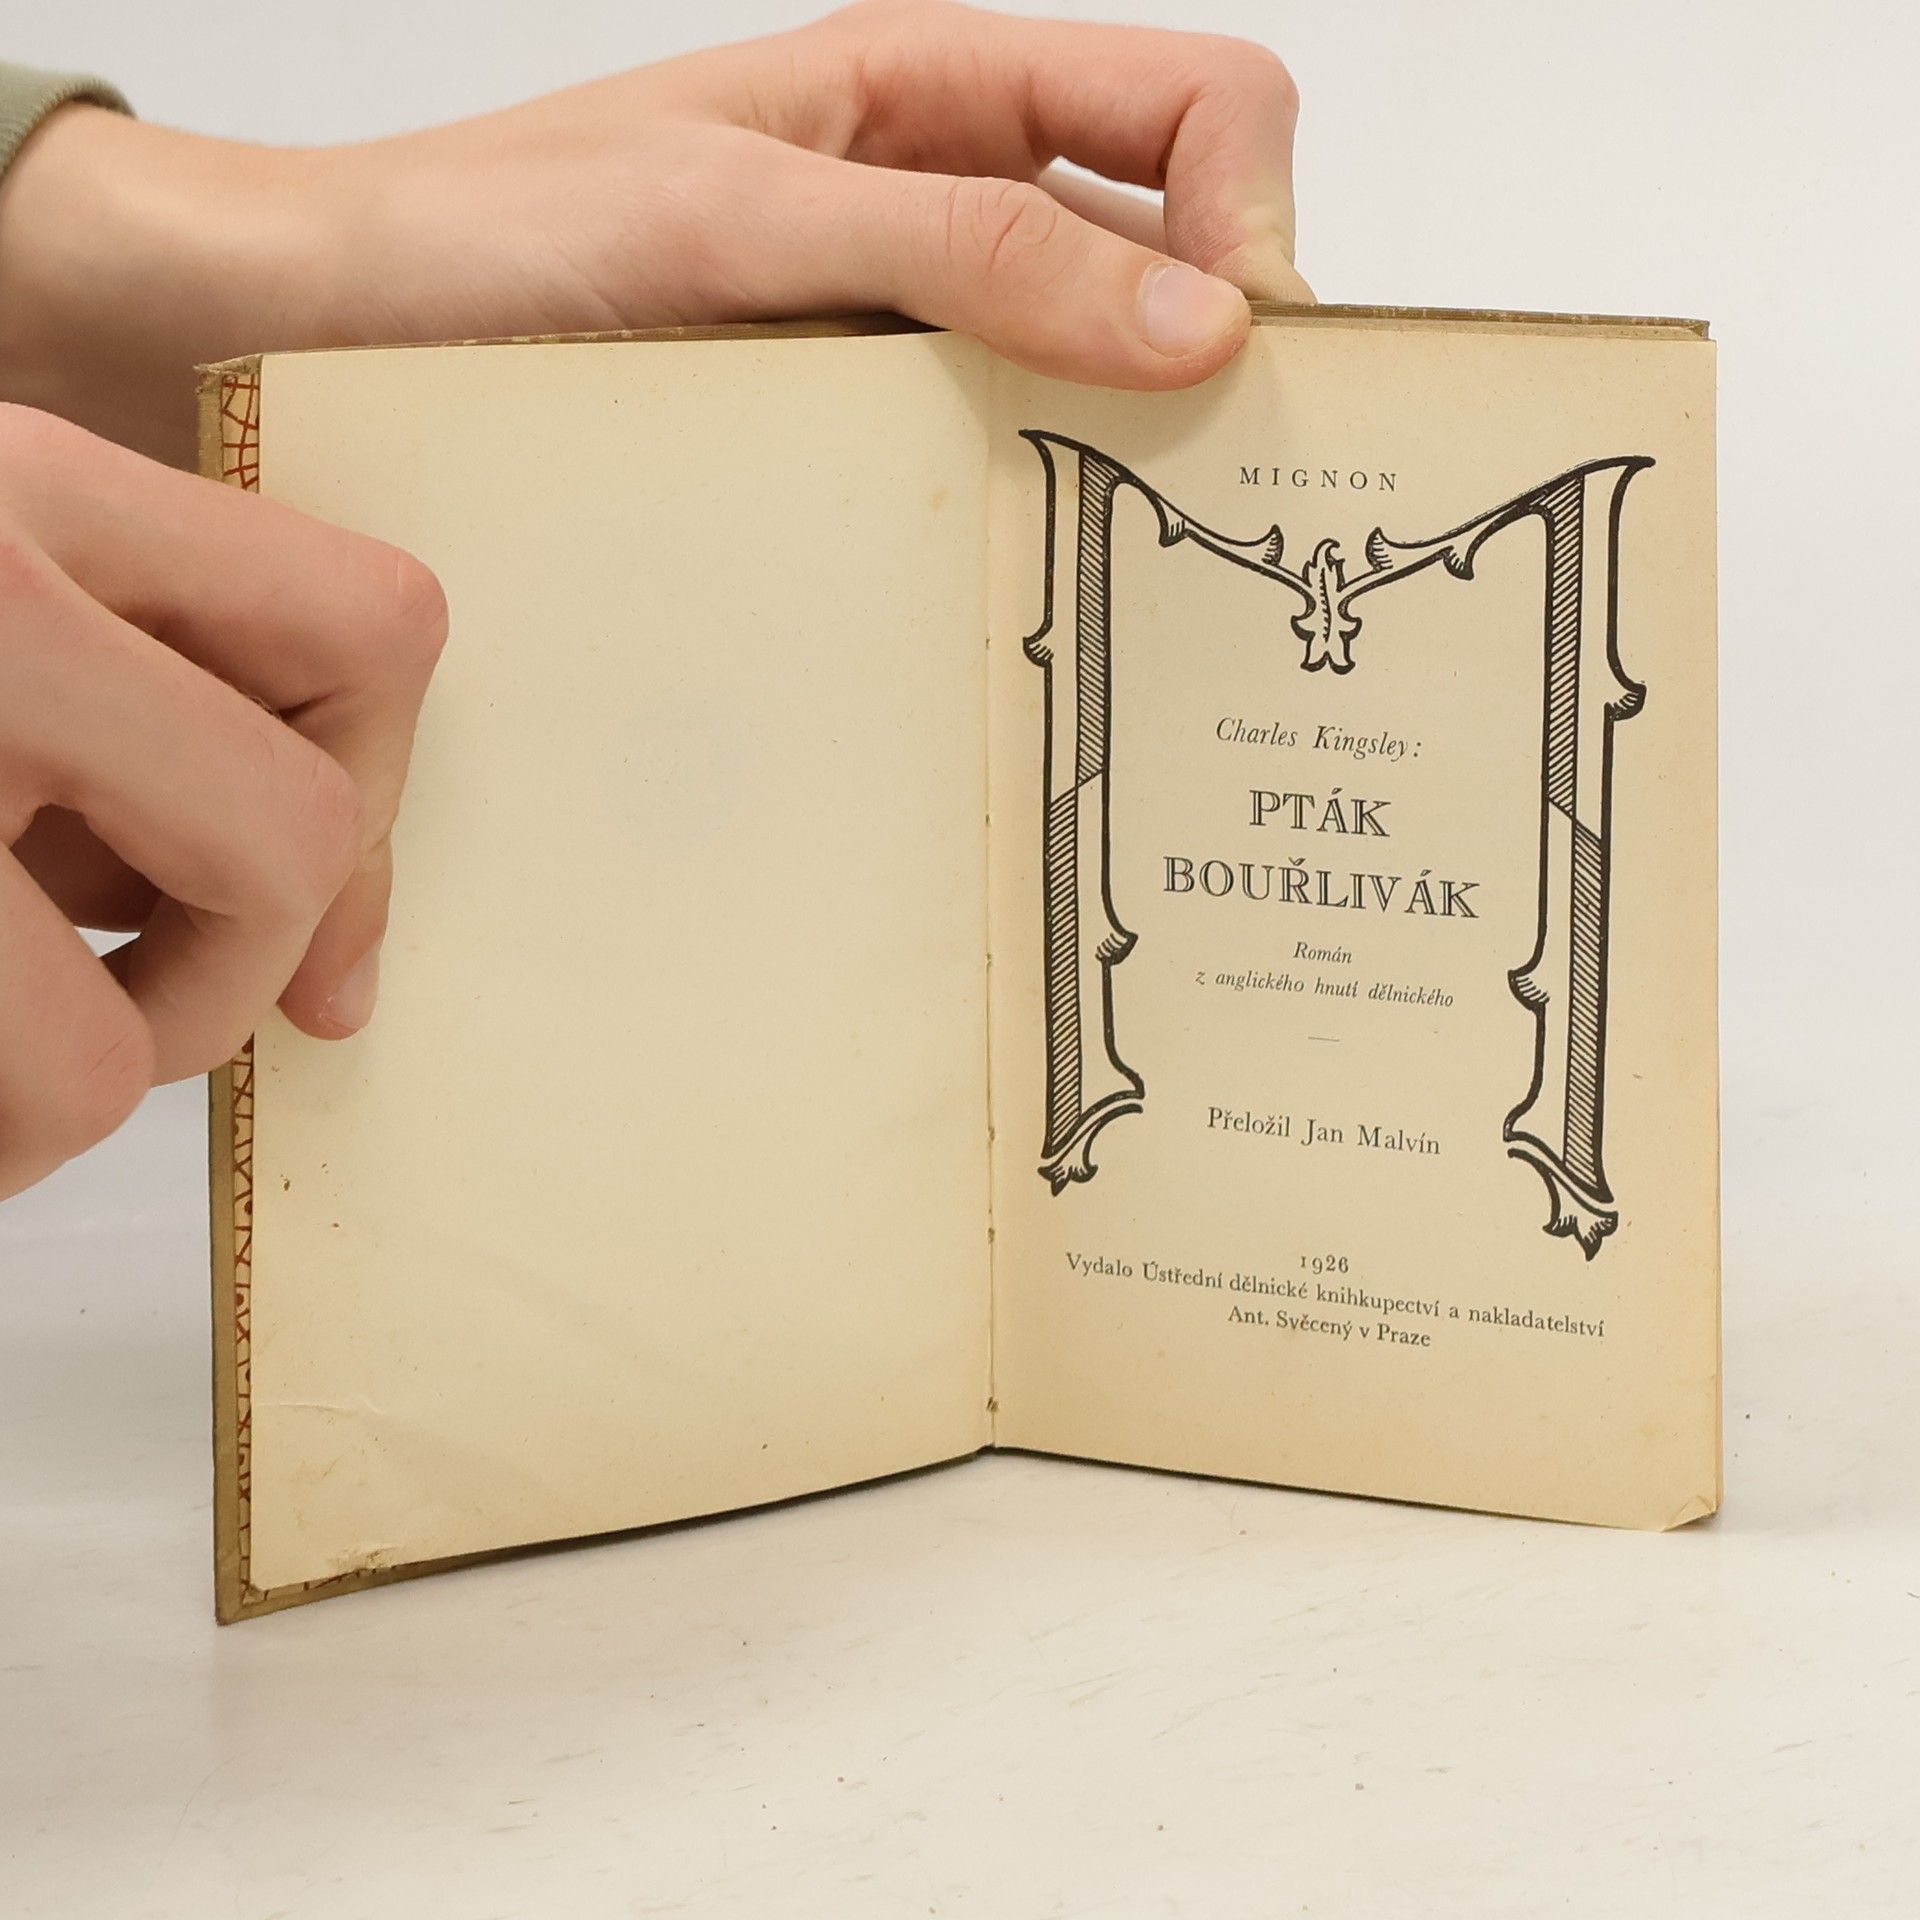 MIGNON
Charles Kingsley:
PTÁK
BOUŘLIVÁK
Román
z anglického hnutí dělnického
Přeložil Jan Malvín
1926
Vydalo Ústřední dělnické knihkupectví a nakladatelství
Ant. Svěcený v Praze